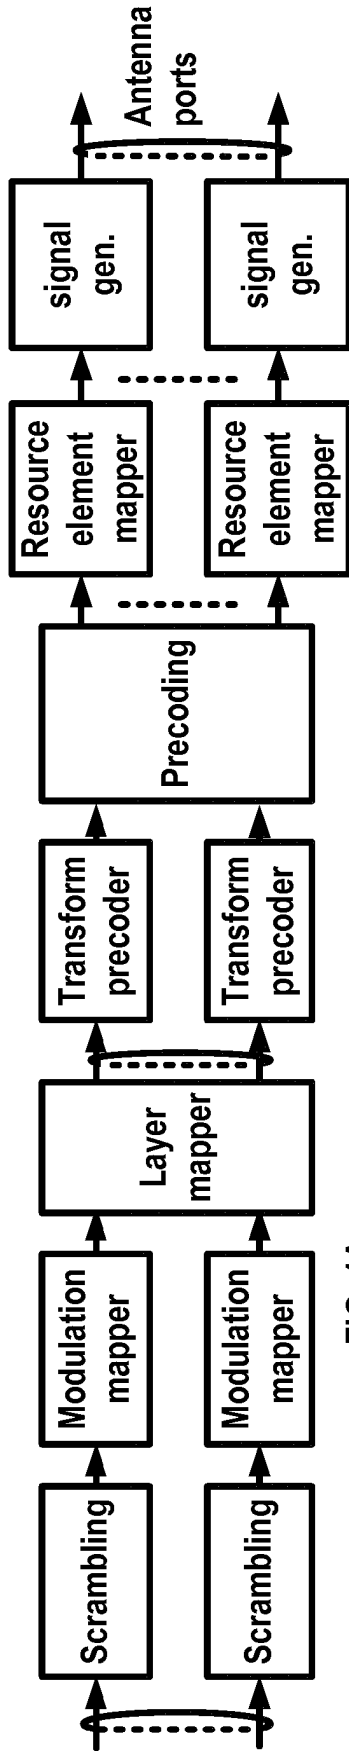 Scrambling
Scrambling
Modulation
mapper
Modulation
mapper
Layer
mapper
Transform
precoder
Transform
precoder
Precoding
Resource
element
mapper
Resource
element
mapper
signal
gen.
signal
gen.
Antenna
ports